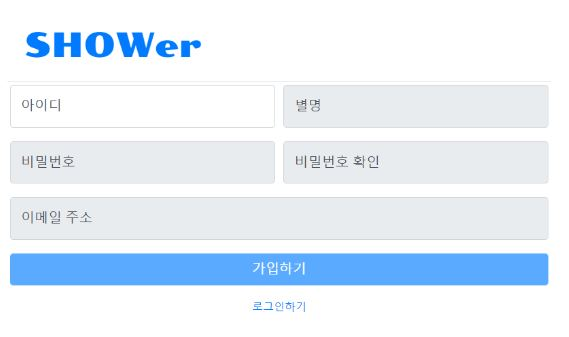 SHOWer
아이디
별명
비밀번호
비밀번호 확인
이메일 주소
가입하기
로그인하기